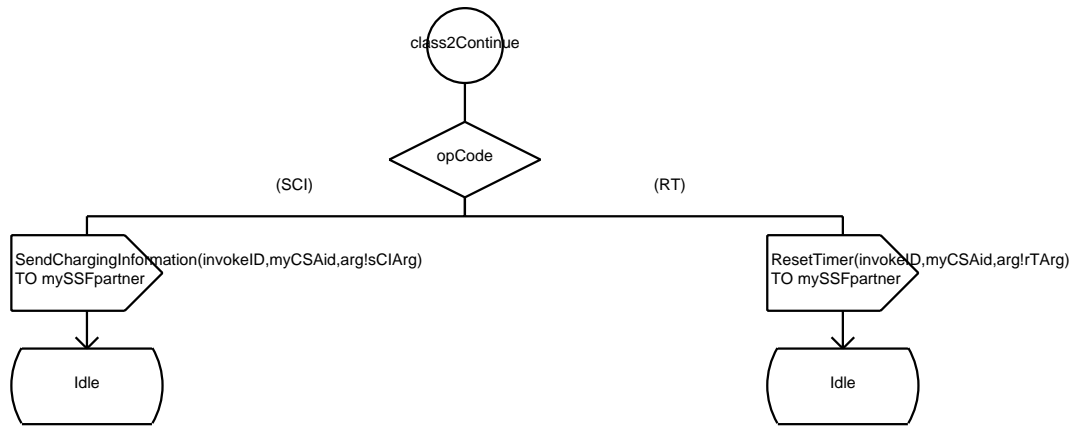 class2Continue
opCode
(SCI)
(RT)
SendChargingInformation(invokeID,myCSAid,arg!sCIArg)
TO mySSFpartner
ResetTimer(invokeID,myCSAid,arg!rTArg)
TO mySSFpartner
Idle
Idle